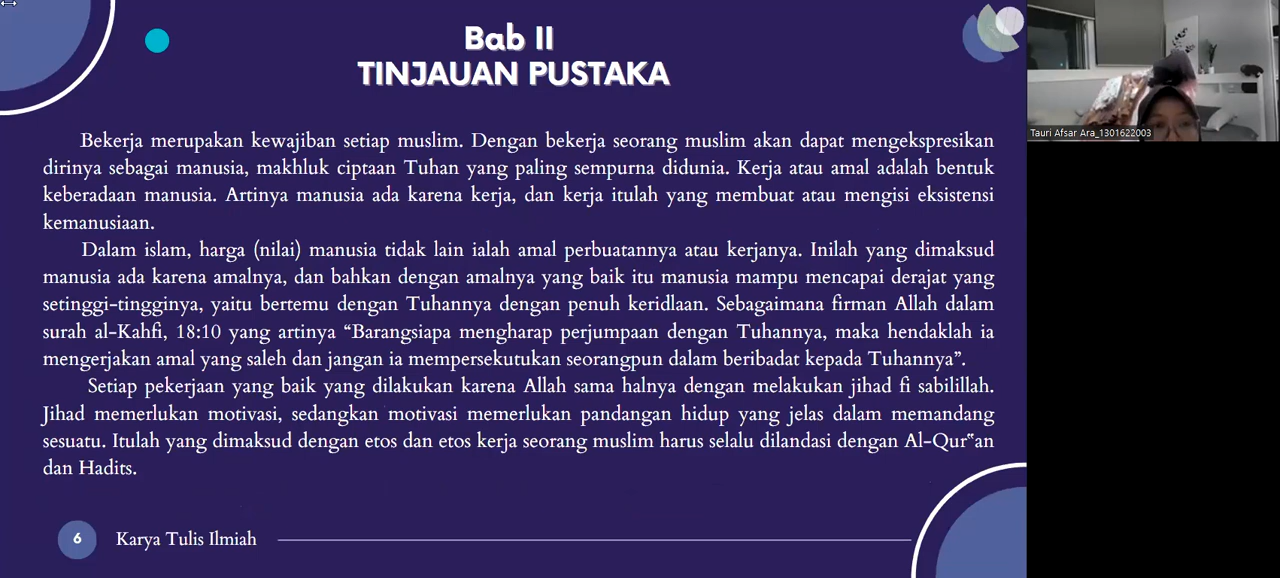 Bab II
TINJAUAN PUSTAKA
Bekerja merupakan kewajiban setiap muslim. Dengan bekerja seorang muslim akan dapat mengekspresikan
dirinya sebagai manusia, makhluk ciptaan Tuhan yang paling sempurna didunia. Kerja atau amal adalah bentuk
keberadaan manusia. Artinya manusia ada karena kerja, dan kerja itulah yang membuat atau mengisi eksistensi
kemanusiaan.
Dalam islam, harga (nilai) manusia tidak lain ialah amal perbuatannya atau kerjanya. Inilah yang dimaksud
manusia ada karena amalnya, dan bahkan dengan amalnya yang baik itu manusia mampu mencapai derajat yang
setinggi-tingginya, yaitu bertemu dengan Tuhannya dengan penuh keridlaan. Sebagaimana firman Allah dalam
surah al-Kahfi, 18:10 yang artinya “Barangsiapa mengharap perjumpaan dengan Tuhannya, maka hendaklah ia
mengerjakan amal yang saleh dan jangan ia mempersekutukan seorangpun dalam beribadat kepada Tuhannya”.
Setiap pekerjaan yang baik yang dilakukan karena Allah sama halnya dengan melakukan jihad fi sabilillah.
Jihad memerlukan motivasi, sedangkan motivasi memerlukan pandangan hidup yang jelas dalam memandang
sesuatu. Itulah yang dimaksud dengan etos dan etos kerja seorang muslim harus selalu dilandasi dengan Al-Qur‟an
dan Hadits.
6 Karya Tulis Ilmiah
Tauri Afsar Ara_1301622003